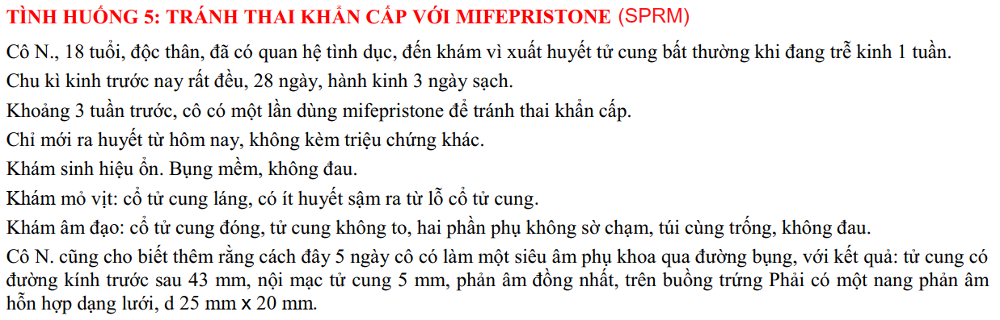 TÌNH HUỐNG 5: TRÁNH THAI KHẨN CẤP VỚI MIFEPRISTONE (SPRM)
Cô N., 18 tuổi, độc thân, đã có quan hệ tình dục, đến khám vì xuất huyết tử cung bất thường khi đang trễ kinh 1 tuần.
Chu kì kinh trước nay rất đều, 28 ngày, hành kinh 3 ngày sạch.
Khoảng 3 tuần trước, cô có một lần dùng mifepristone để tránh thai khẩn cấp.
Chỉ mới ra huyết từ hôm nay, không kèm triệu chứng khác.
Khám sinh hiệu ổn. Bụng mềm, không đau.
Khám mỏ vịt: cổ tử cung láng, có ít huyết sậm ra từ lỗ cổ tử cung.
Khám âm đạo: cổ tử cung đóng, tử cung không to, hai phần phụ không sờ chạm, túi cùng trống, không đau.
Cô N. cũng cho biết thêm rằng cách đây 5 ngày cô có làm một siêu âm phụ khoa qua đường bụng, với kết quả: tử cung có
đường kính trước sau 43 mm, nội mạc tử cung 5 mm, phản âm đồng nhất, trên buồng trứng Phải có một nang phản âm
hỗn hợp dạng lưới, d 25 mm x 20 mm.